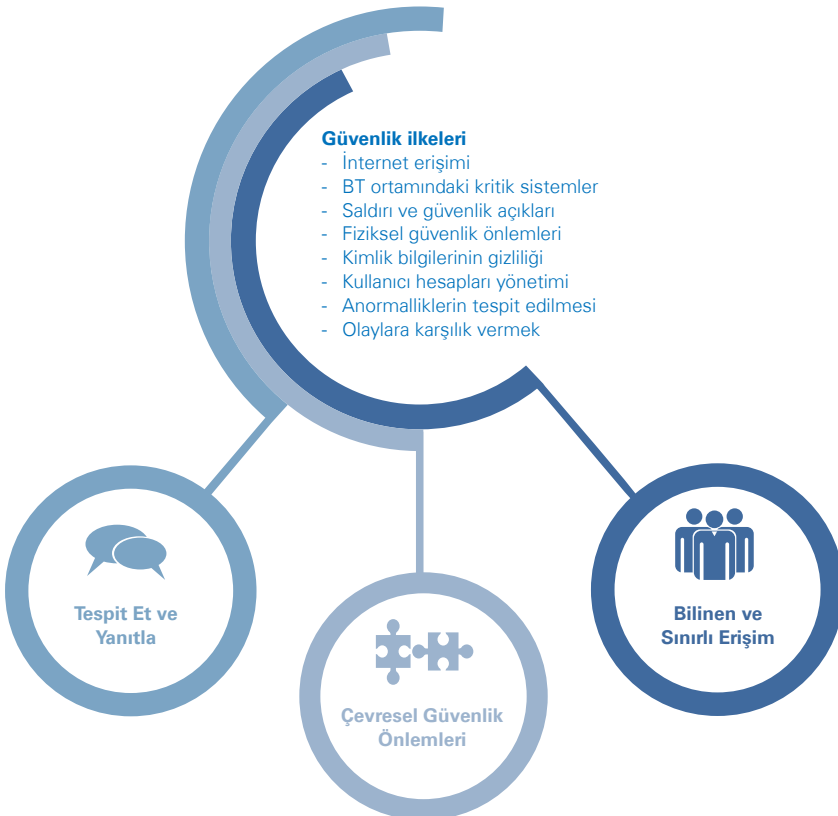 Güvenlik ilkeleri
- İnternet erişimi
- BT ortamındaki kritik sistemler
- Saldırı ve güvenlik açıkları
- Fiziksel güvenlik önlemleri
- Kimlik bilgilerinin gizliliği
- Kullanıcı hesapları yönetimi
- Anormalliklerin tespit edilmesi
- Olaylara karşılık vermek
Tespit Et ve
Yanıtla
Çevresel Güvenlik
Önlemleri
Bilinen ve
Sınırlı Erişim